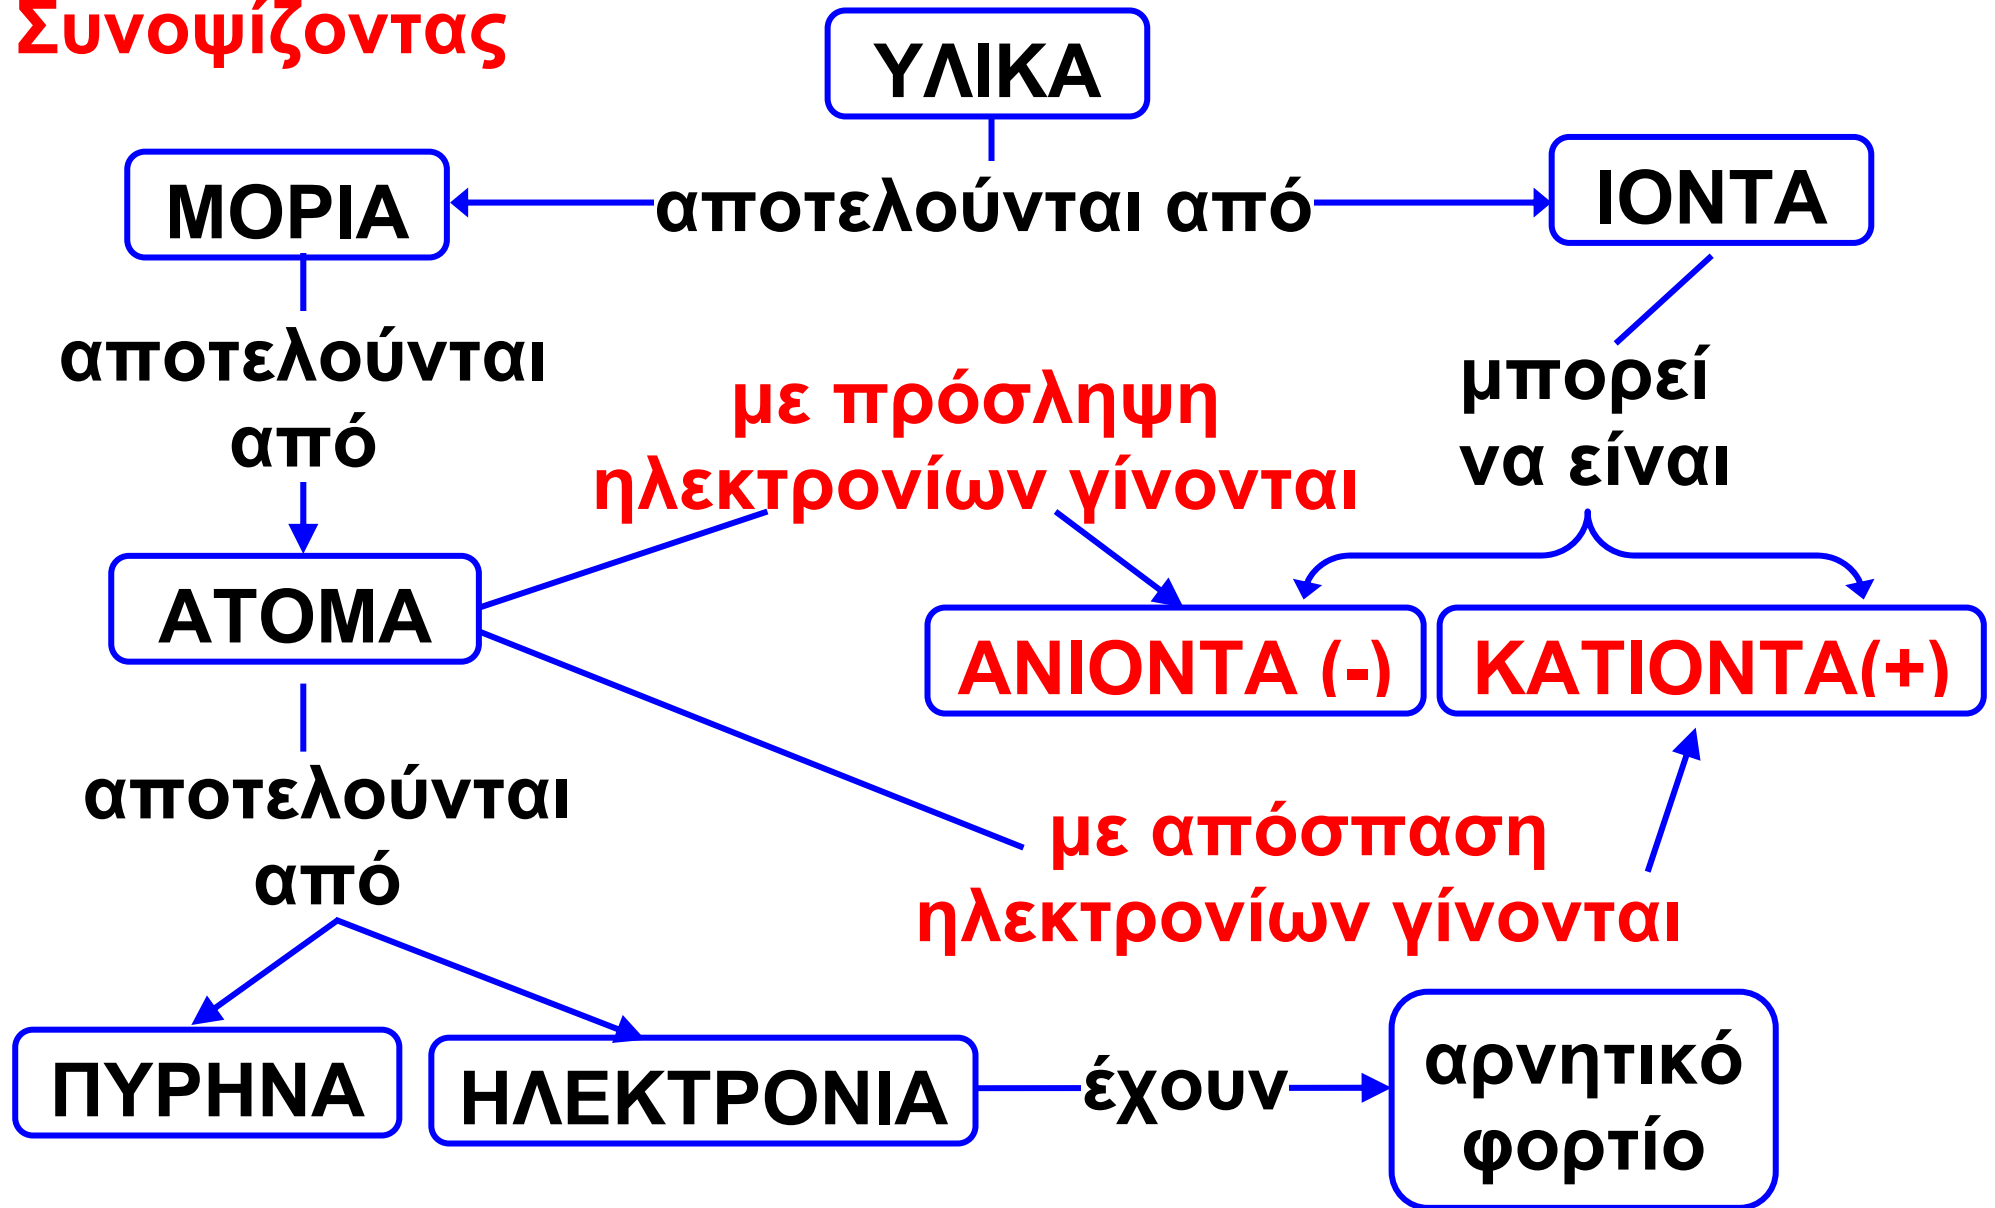 Συνοψίζοντας
ΥΛΙΚΑ
ΜΟΡΙΑ
αποτελούνται από
ΙΟΝΤΑ
αποτελούνται
από
με πρόσληψη
ηλεκτρονίων γίνονται
μπορεί
να είναι
ΑΤΟΜΑ
ΑΝΙΟΝΤΑ (-)
ΚΑΤΙΟΝΤΑ(+)
αποτελούνται
από
με απόσπαση
ηλεκτρονίων γίνονται
ΠΥΡΗΝΑ
ΗΛΕΚΤΡΟΝΙΑ
έχουν
αρνητικό
φορτίο